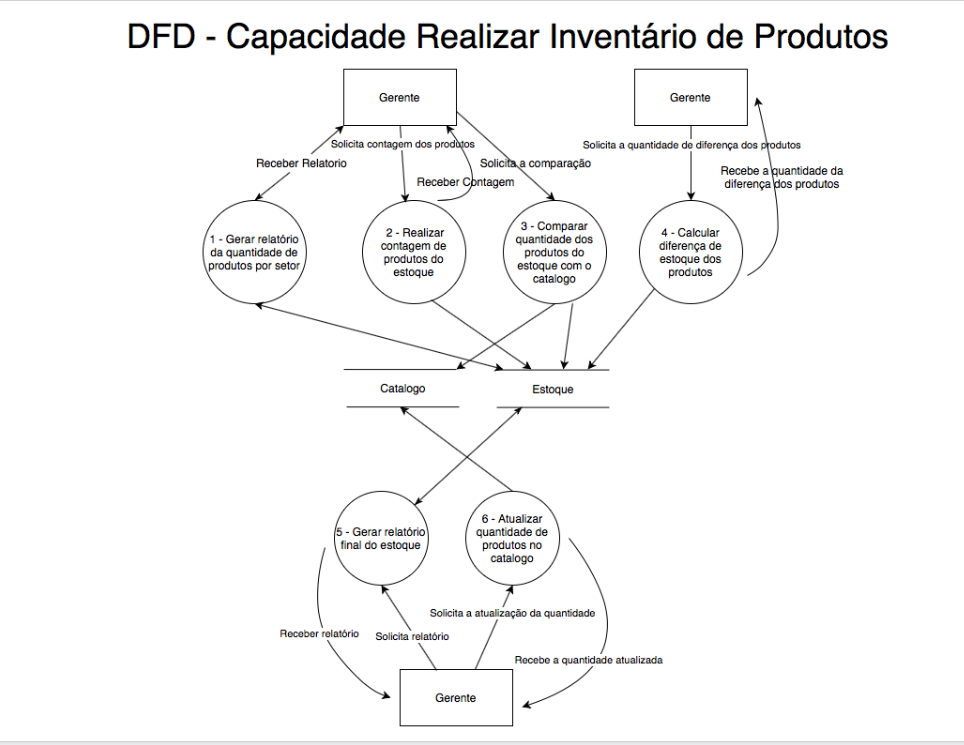 DFD - Capacidade Realizar Inventário de Produtos
Gerente
Gerente
Solicita contagem dos produtos
Solicita a quantidade de diferença dos produtos
Receber Relatorio
Solicita a comparação
Receber Contagem
Recebe a quantidade da
diferença dos produtos
1 - Gerar relatório
da quantidade de
produtos por setor
2 - Realizar
contagem de
produtos do
estoque
3 - Comparar
quantidade dos
produtos do
estoque com o
catalogo
4 - Calcular
diferença de
estoque dos
produtos
Catalogo
Estoque
5 - Gerar relatório
final do estoque
6 - Atualizar
quantidade de
produtos no
catalogo
Solicita a atualização da quantidade
Receber relatório
Solicita relatório
Recebe a quantidade atualizada
Gerente